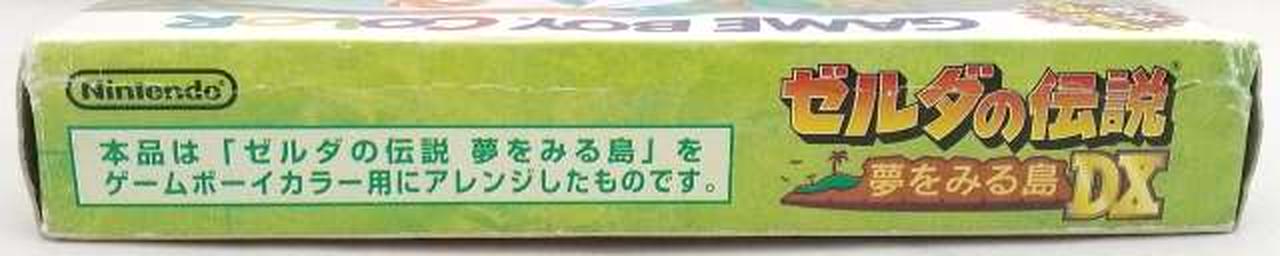 GAME BOY COLOR
Nintendo
本品は「ゼルダの伝説 夢をみる島」を
ゲームボーイカラー用にアレンジしたものです。
ゼルダの伝説
夢をみる島DX